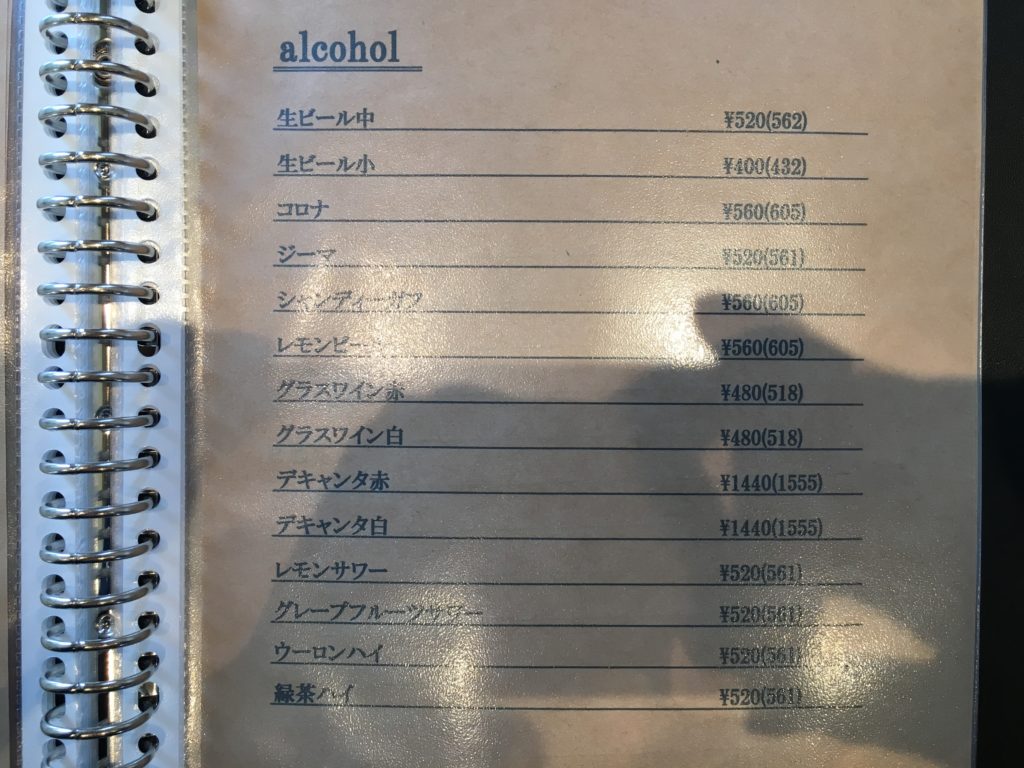 alcohol
生ビール中 ¥520(562)
生ビール小 ¥400(432)
コロナ ¥560(605)
ジーマ ¥520(561)
シャンディーガフ ¥560(605)
レモンビール ¥560(605)
グラスワイン赤 ¥480(518)
グラスワイン白 ¥480(518)
デキャンタ赤 ¥1440(1555)
デキャンタ白 ¥1440(1555)
レモンサワー ¥520(561)
グレープフルーツサワー ¥520(561)
ウーロンハイ ¥520(561)
緑茶ハイ ¥520(561)